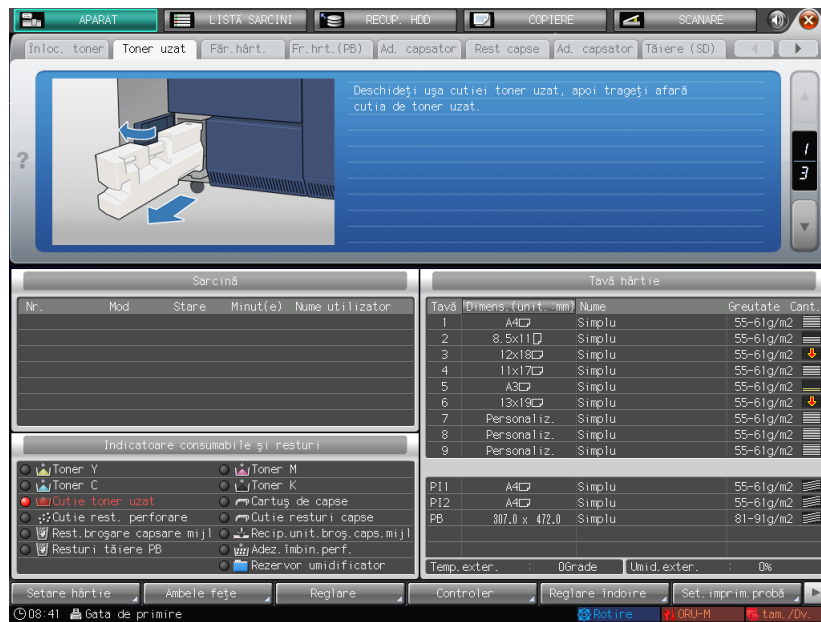 APARAT LISTĂ SARCINI RECUP. HDD COPIERE SCANARE
Înloc. toner Toner uzat Făr.hârt. Fr.hrt.(PB) Ad. capsator Rest capse Ad. capsator Tăiere (SD)
Deschideţi uşa cutiei toner uzat, apoi trageţi afară
cutia de toner uzat.
?
1
3
Sarcină
Nr. Mod Stare Minut(e) Nume utilizator
Tavă hârtie
Tavă Dimens.(unit.:mm) Nume Greutate Cant.
1 A4 Simplu 55-61g/m2
2 8.5x11 Simplu 55-61g/m2
3 12x18 Simplu 55-61g/m2
4 11x17 Simplu 55-61g/m2
5 A3 Simplu 55-61g/m2
6 13x19 Simplu 55-61g/m2
7 Personaliz. Simplu 55-61g/m2
8 Personaliz. Simplu 55-61g/m2
9 Personaliz. Simplu 55-61g/m2
PI1 A4 Simplu 55-61g/m2
PI2 A4 Simplu 55-61g/m2
PB 307.0 x 472.0 Simplu 81-91g/m2
Temp.exter. : 0Grade Umid.exter. : 0%
Indicatoare consumabile şi resturi
Toner Y Toner M
Toner C Toner K
Cutie toner uzat Cartuş de capse
Cutie rest. perforare Cutie resturi capse
Rest.broşare capsare mijl Recip.unit.broş.caps.mijl
Resturi tăiere PB Adez.îmbin.perf.
Rezervor umidificator
Setare hârtie Ambele feţe Reglare Controler Reglare îndoire Set.imprim.probă
08:41 Gata de primire Rotire ORU-M tam./Dv.